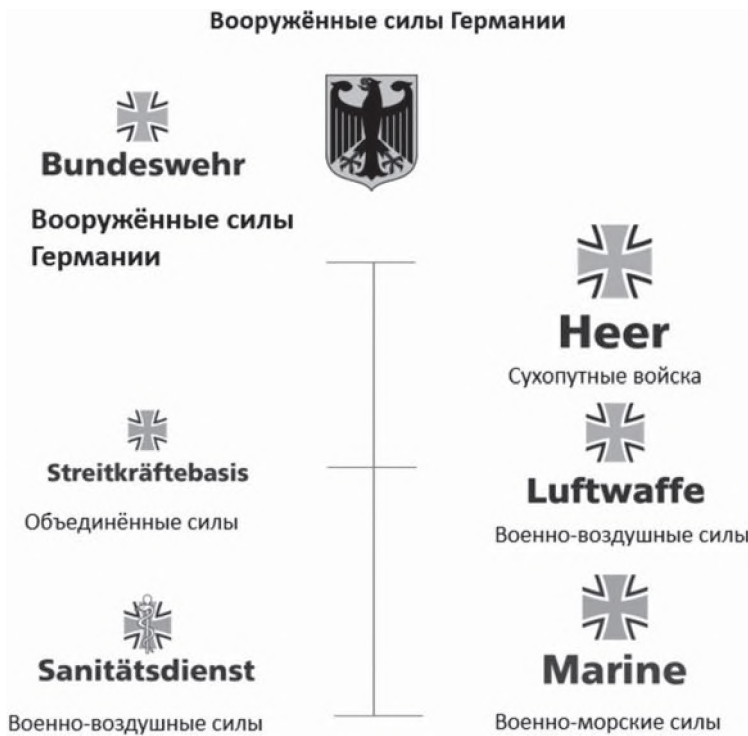 Вооружённые силы Германии
Bundeswehr
Вооружённые силы
Германии
Heer
Сухопутные войска
Streitkräftebasis
Объединённые силы
Luftwaffe
Военно-воздушные силы
Sanitätsdienst
Военно-воздушные силы
Marine
Военно-морские силы